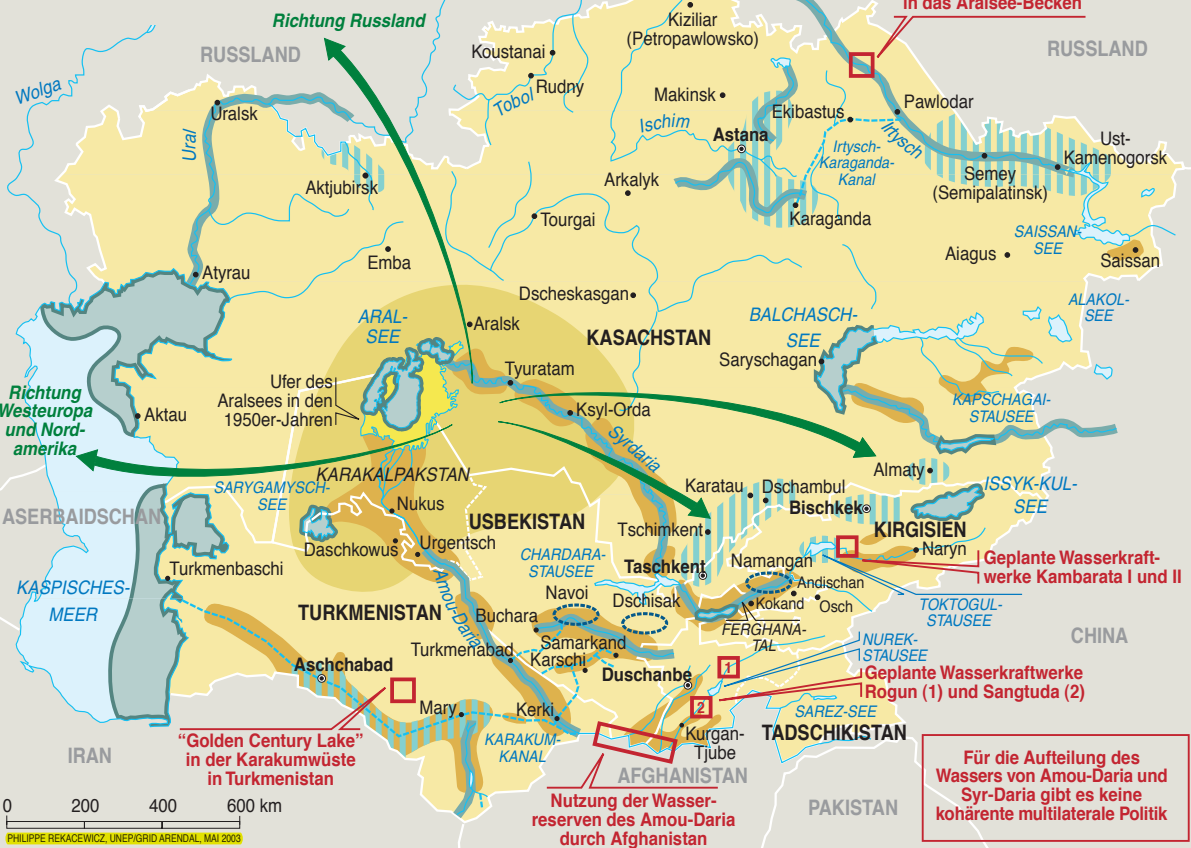 in das Aralsee-Becken
Richtung Russland
Kiziliar
(Petropawlowsko)
RUSSLAND
Koustanai
RUSSLAND
Wolga
Rudny
Tobol
Makinsk
Uralsk
Ekibastus
Pawlodar
Ischim
Astana
Irtysch
Ural
Irtysch-
Karaganda-
Kanal
Ust-
Kamenogorsk
Aktjubirsk
Arkalyk
Semey
(Semipalatinsk)
Tourgai
Karaganda
SAISSAN-
SEE
Emba
Aiagus
Saissan
Atyrau
Dscheskasgan
ALAKOL-
SEE
ARAL-
SEE
Aralsk
BALCHASCH-
SEE
KASACHSTAN
Saryschagan
Tyuratam
Ufer des
Aralsees in den
1950er-Jahren
Richtung
Westeuropa
und Nord-
amerika
Aktau
Ksyl-Orda
KAPSCHAGAI-
STAUSEE
Syrdaria
KARAKALPAKSTAN
Almaty
SARYGAMYSCH-
SEE
Karatau
Dschambul
ISSYK-KUL-
SEE
Nukus
Bischkek
ASERBAIDSCHAN
USBEKISTAN
Tschimkent
KIRGISIEN
Daschkowus
Urgentsch
CHARDARA-
STAUSEE
Naryn
Turkmenbaschi
Taschkent
Namangan
Geplante Wasserkraft-
werke Kambarata I und II
KASPISCHES-
MEER
Amou-Daria
Navoi
Dschisak
Andischan
Kokand
Osch
TOKTOGUL-
STAUSEE
TURKMENISTAN
Buchara
FERGHANA-
TAL
CHINA
Samarkand
NUREK-
STAUSEE
Turkmenabad
Karschi
Aschchabad
Duschanbe
1
Geplante Wasserkraftwerke
Rogun (1) und Sangtuda (2)
2
Mary
Kerki
SAREZ-SEE
“Golden Century Lake”
in der Karakumwüste
in Turkmenistan
KARAKUM-
KANAL
Kurgan-
Tjube
TADSCHIKISTAN
IRAN
AFGHANISTAN
Für die Aufteilung des
Wassers von Amou-Daria und
Syr-Daria gibt es keine
kohärente multilaterale Politik
PAKISTAN
Nutzung der Wasser-
reserven des Amou-Daria
durch Afghanistan
0 200 400 600 km
PHILIPPE REKACEWICZ, UNEP/GRID ARENDAL, MAI 2003